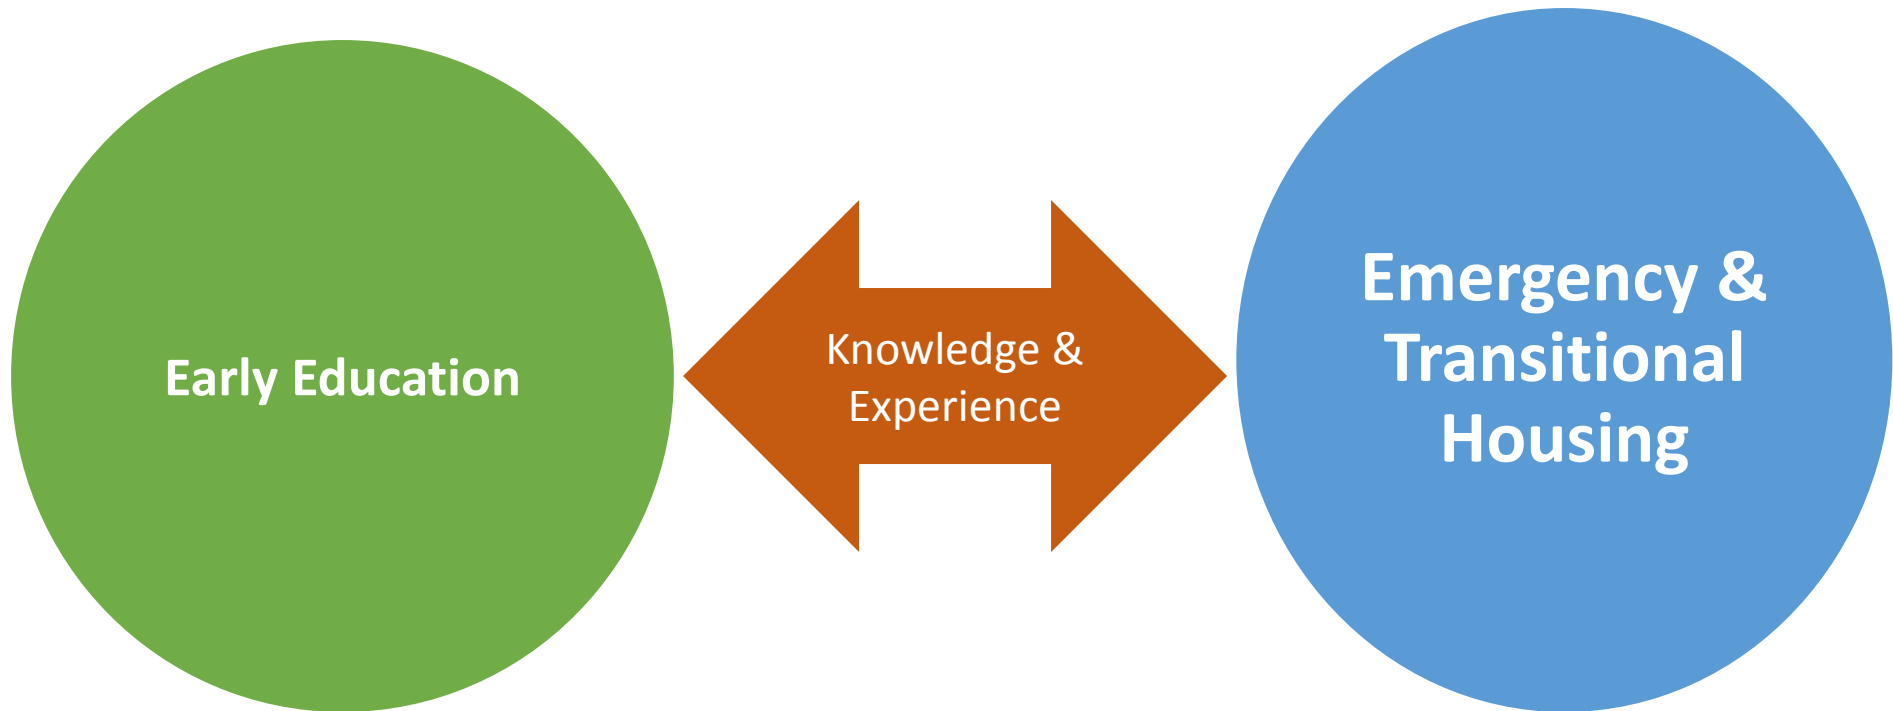 Early Education
Knowledge &
Experience
Emergency &
Transitional
Housing